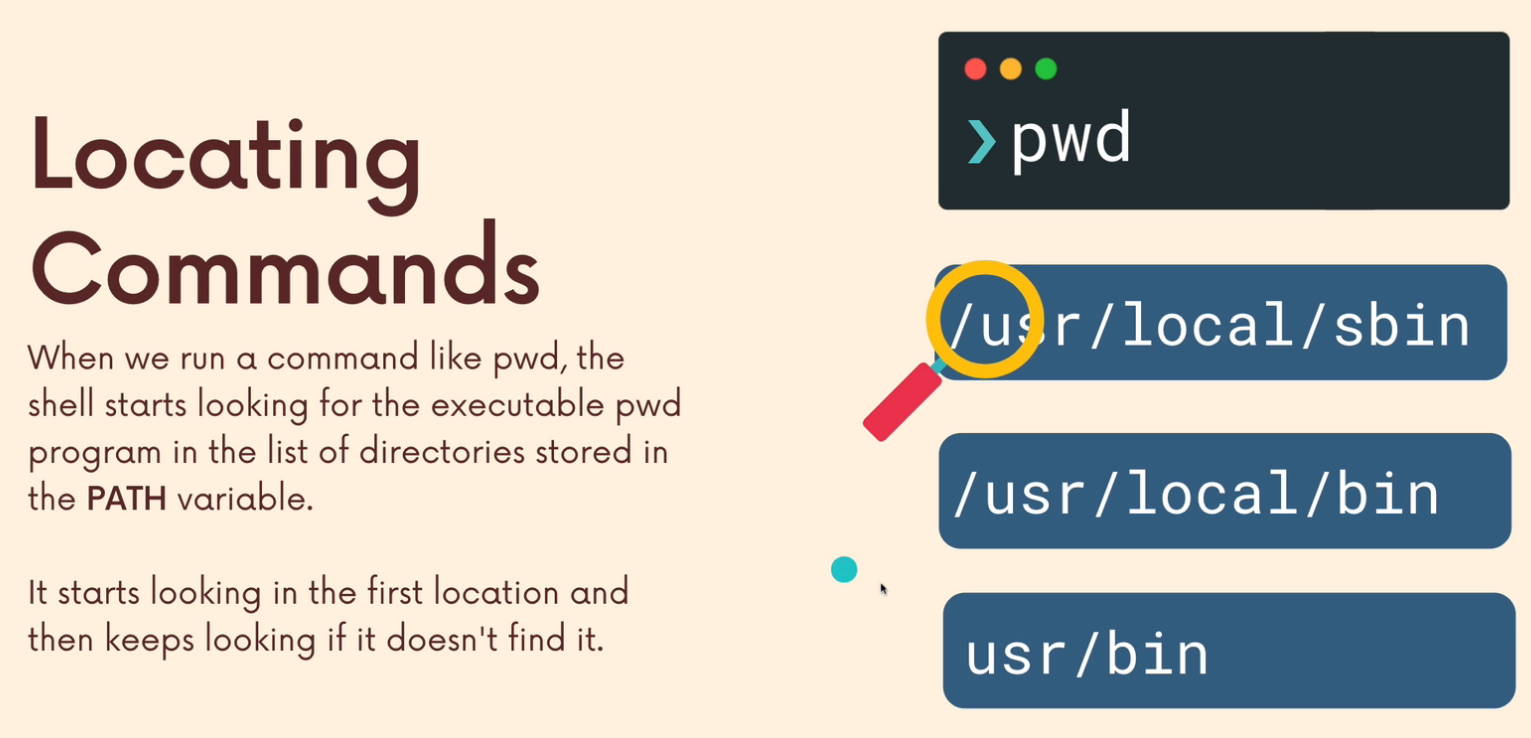 Locating
Commands
When we run a command like pwd, the
shell starts looking for the executable pwd
program in the list of directories stored in
the PATH variable.
It starts looking in the first location and
then keeps looking if it doesn't find it.
❯pwd
/usr/local/sbin
/usr/local/bin
usr/bin